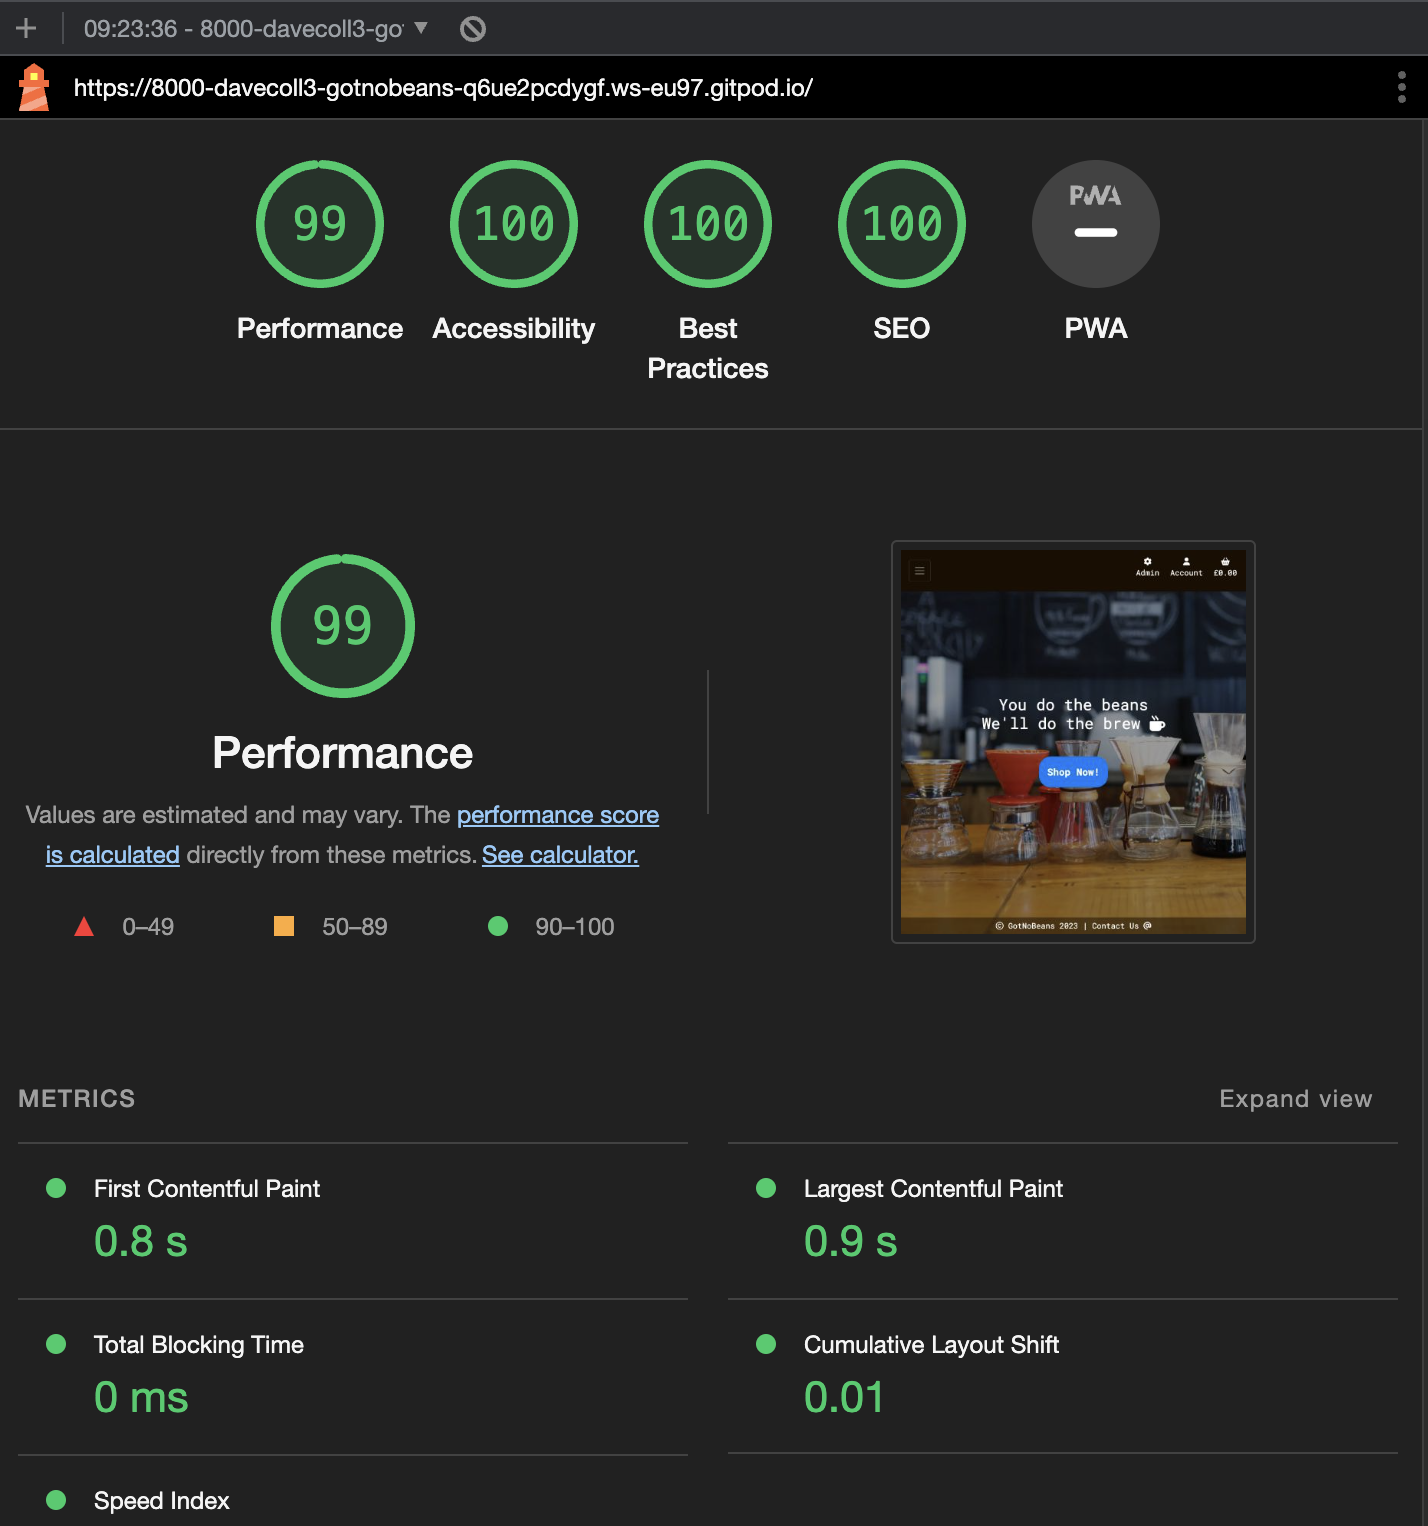 09:23:36 - 8000-davecoll3-go
https://8000-davecoll3-gotnobeans-q6ue2pcdygf.ws-eu97.gitpod.io/
99
100
100
100
PWA
Performance
Accessibility
Best
Practices
SEO
PWA
99
Performance
Values are estimated and may vary. The performance score
is calculated directly from these metrics. See calculator.
0–49
50–89
90–100
Admin
Account
£0.00
You do the beans
We'll do the brew
Shop Now!
© GotNoBeans 2023 | Contact Us @
METRICS
Expand view
First Contentful Paint
0.8 s
Largest Contentful Paint
0.9 s
Total Blocking Time
0 ms
Cumulative Layout Shift
0.01
Speed Index